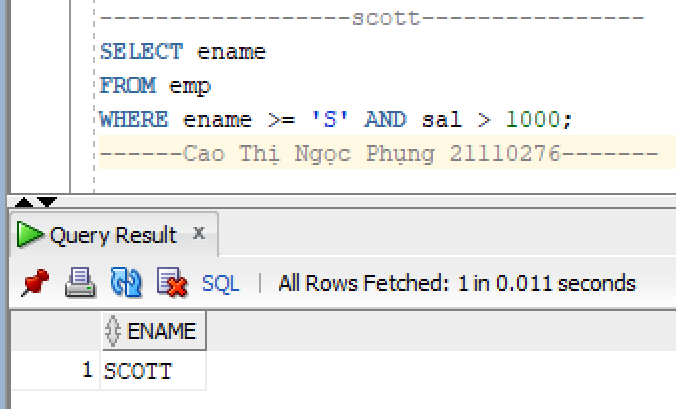 ------------------scott----------------
SELECT ename
FROM emp
WHERE ename >= 'S' AND sal > 1000;
------Cao Thị Ngọc Phụng 21110276-------
Query Result x
SQL | All Rows Fetched: 1 in 0.011 seconds
ENAME
1 SCOTT